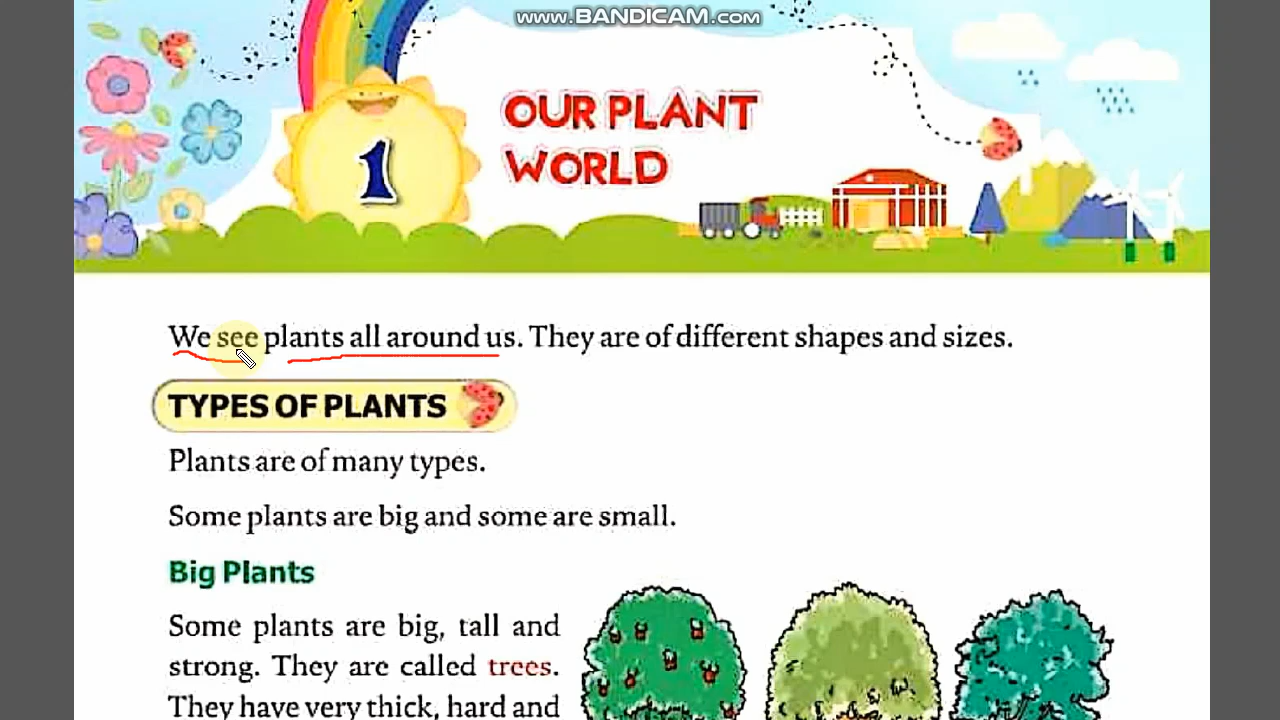 www.BANDICAM.com
1
OUR PLANT
WORLD
We see plants all around us. They are of different shapes and sizes.
TYPES OF PLANTS
Plants are of many types.
Some plants are big and some are small.
Big Plants
Some plants are big, tall and
strong. They are called trees.
They have very thick, hard and